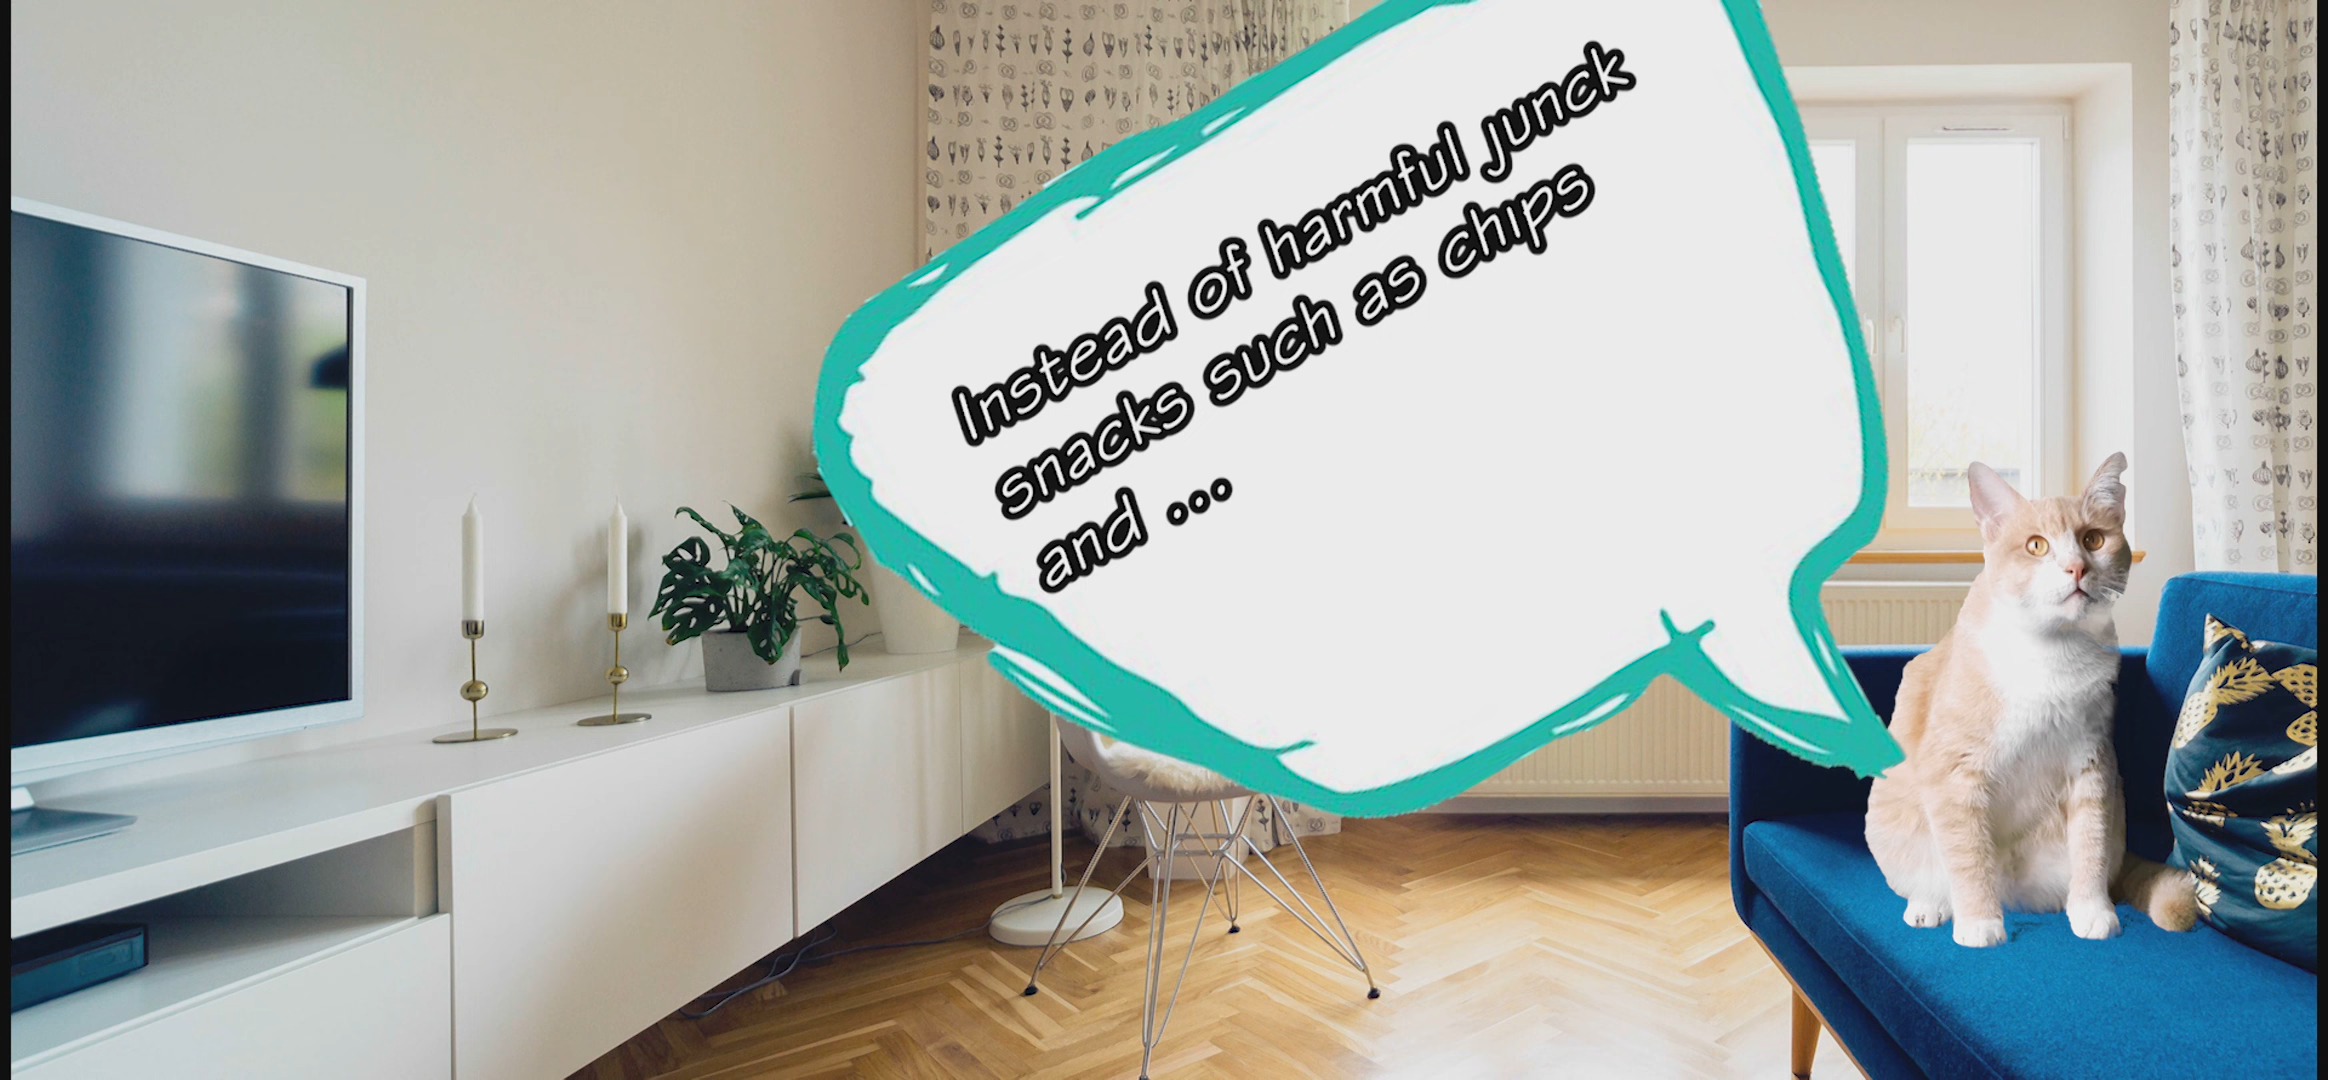 Instead of harmful junck
snacks such as chips
and ...